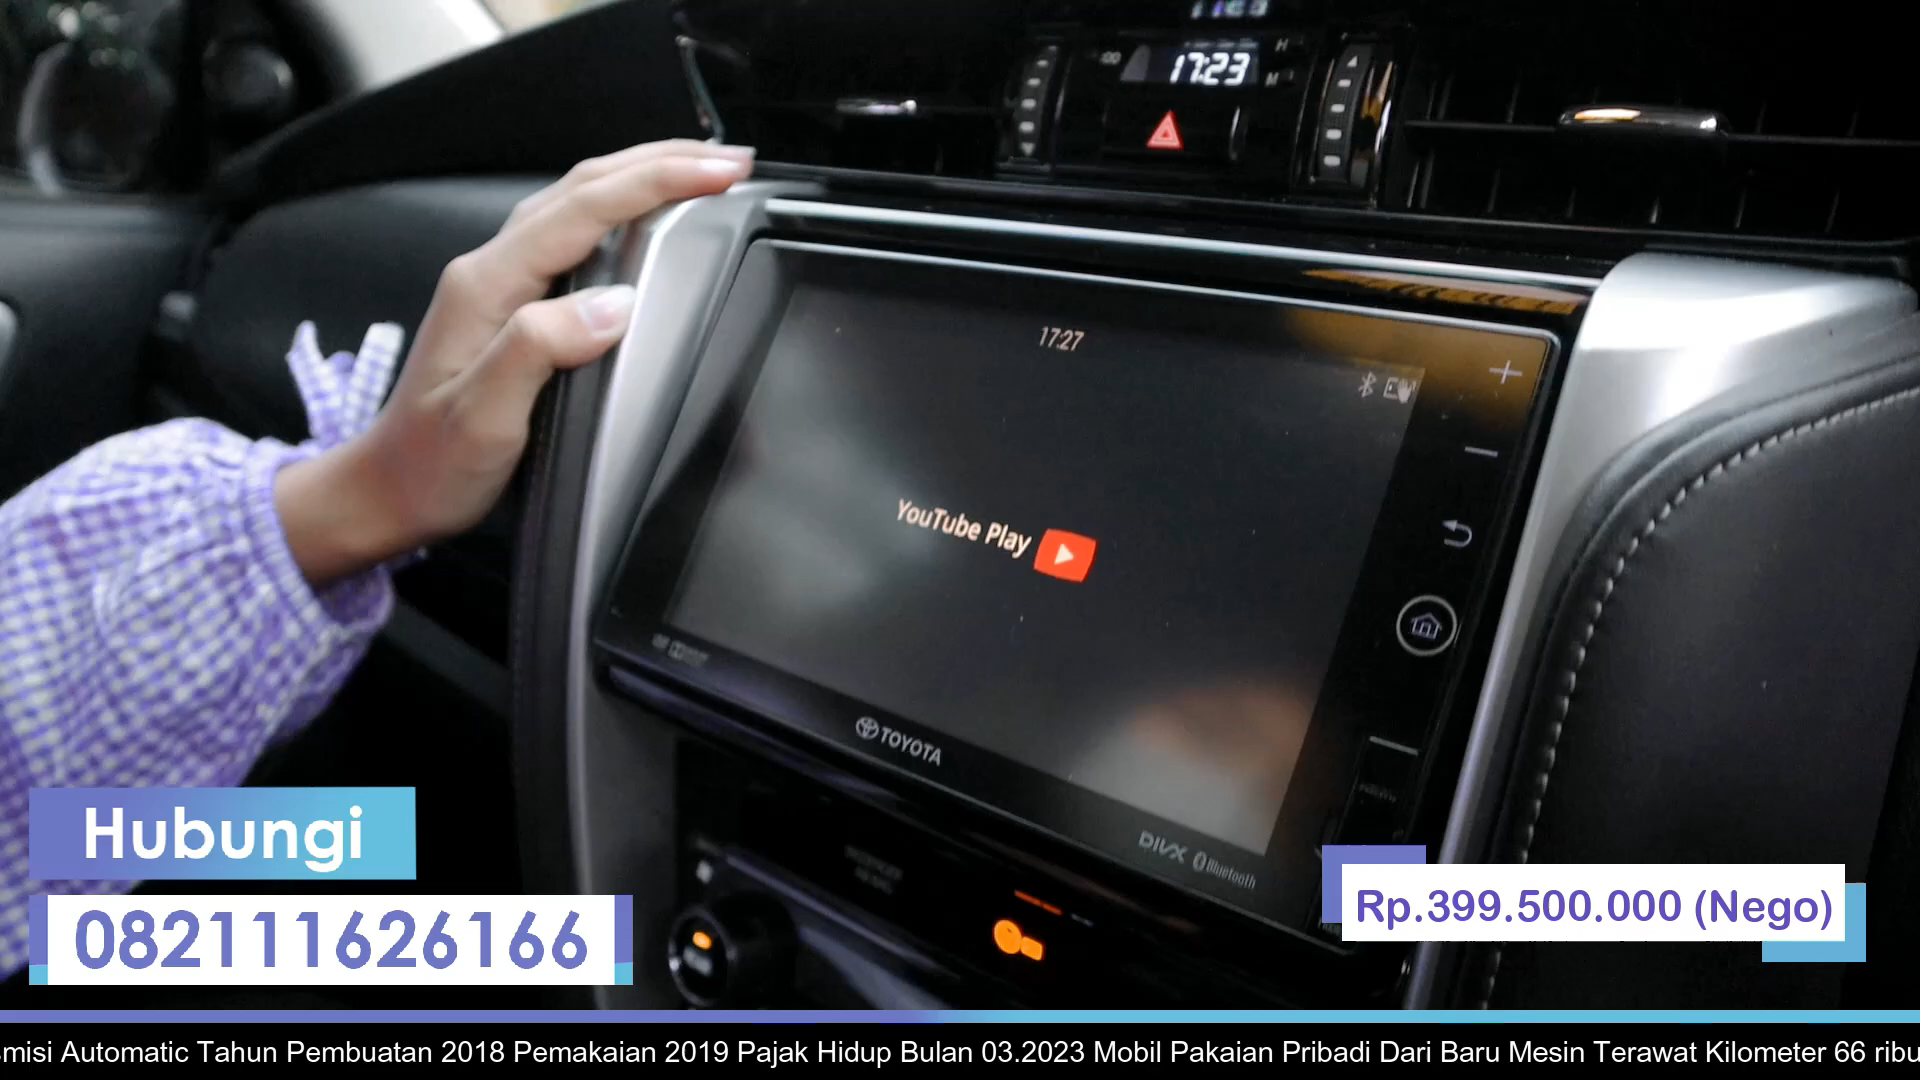 17:23
17:27
YouTube Play
TOYOTA
DIVX Bluetooth
Hubungi
082111626166
Rp.399.500.000 (Nego)
misi Automatic Tahun Pembuatan 2018 Pemakaian 2019 Pajak Hidup Bulan 03.2023 Mobil Pakaian Pribadi Dari Baru Mesin Terawat Kilometer 66 ribu